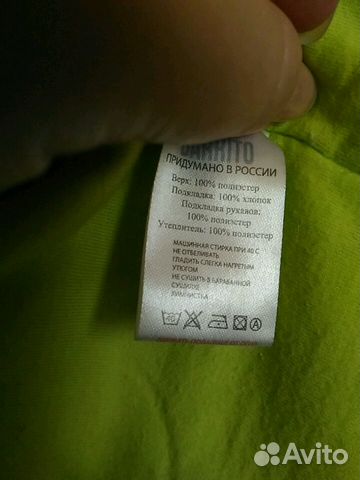 ПРИДУМАНО В РОССИИ
Верх: 100% полиэстер
Подкладка: 100% хлопок
Подкладка рукавов:
100% полиэстер
Утеплитель: 100% полиэстер
МАШИННАЯ СТИРКА ПРИ 40 С
НЕ ОТБЕЛИВАТЬ
ГЛАДИТЬ СЛЕГКА НАГРЕТЫМ
УТЮГОМ
НЕ СУШИТЬ В БАРАБАННОЙ
СУШИЛКЕ
ХИМЧИСТКА
40
A
Avito